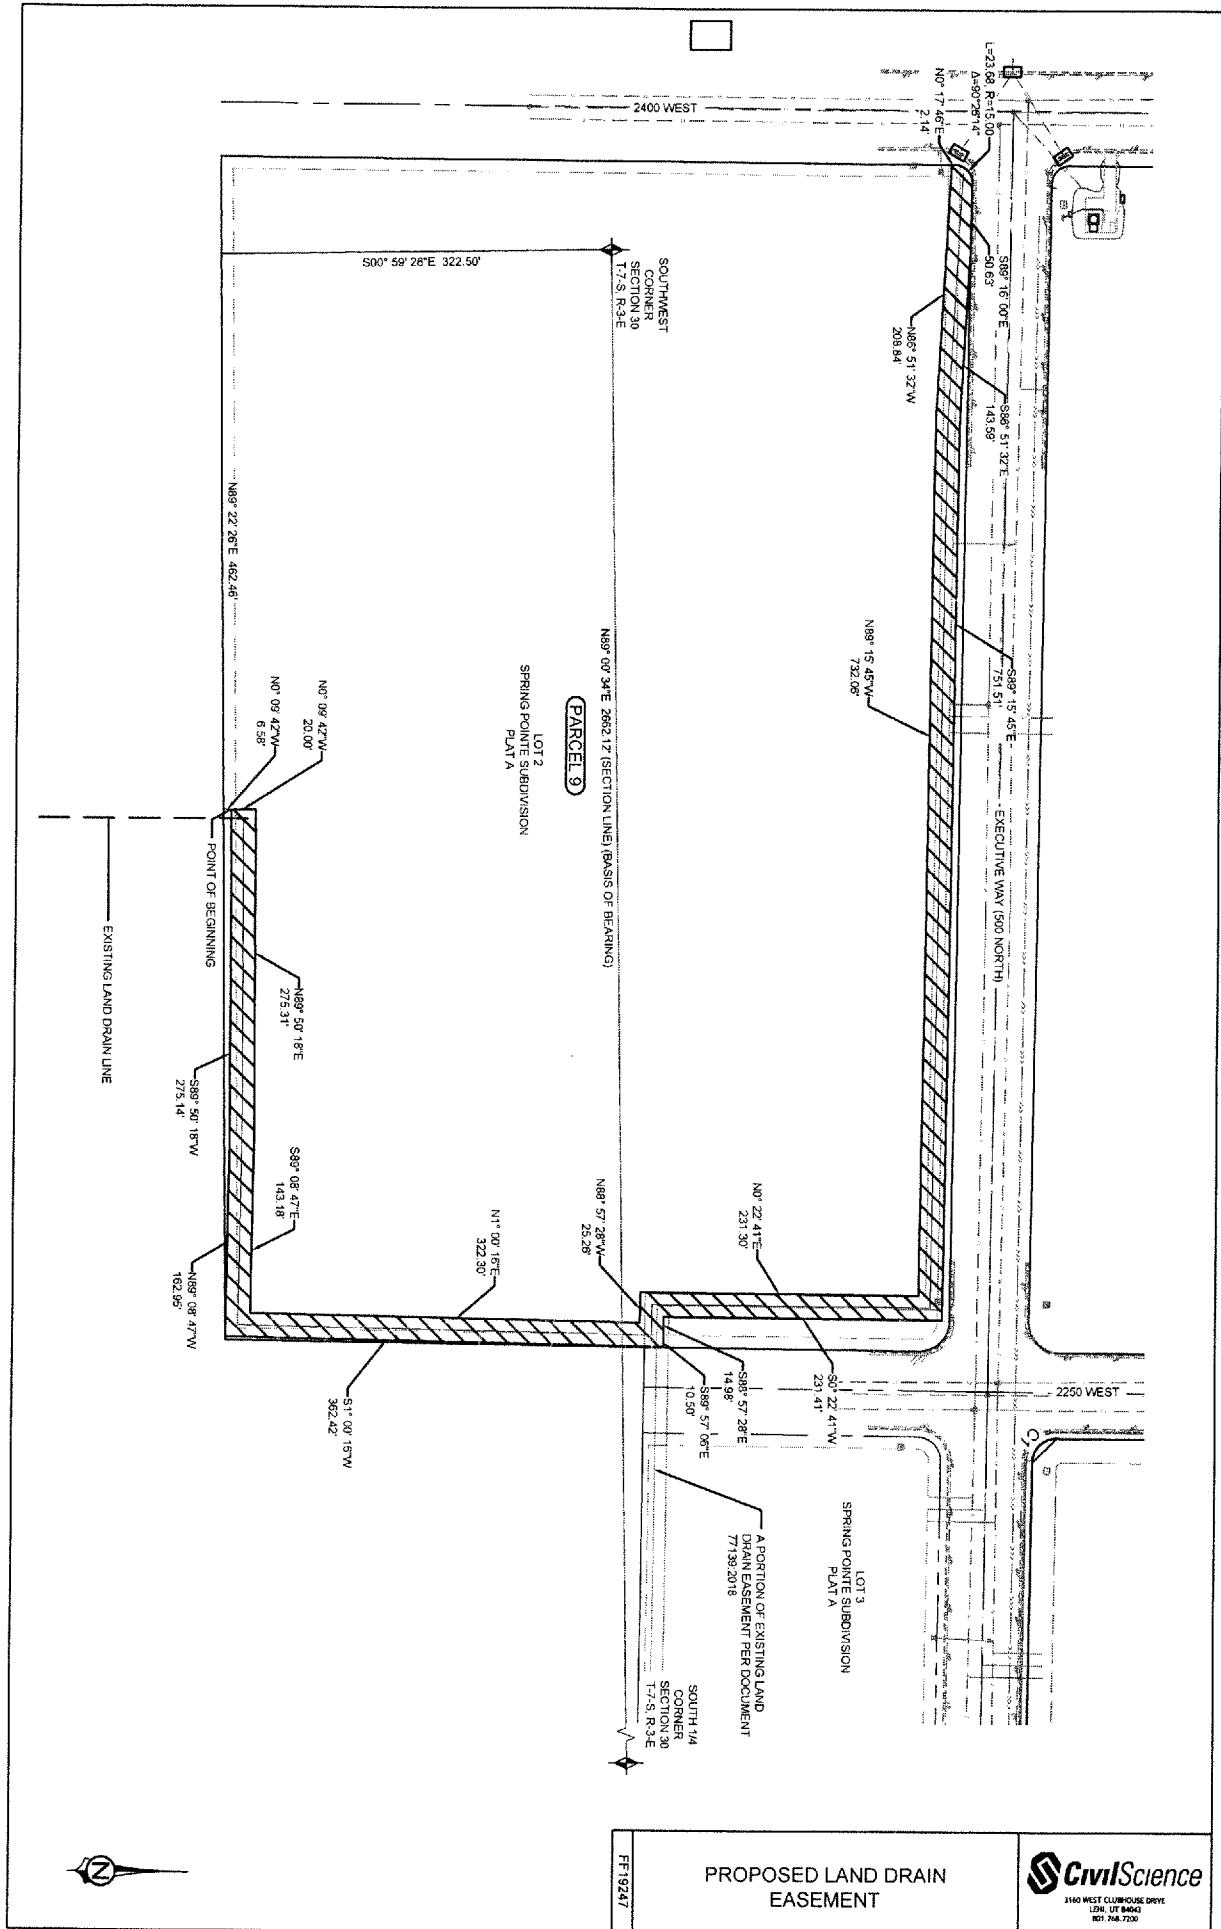 2400 WEST
L=23.68, R=15.00
Δ=90°26'14"
N0° 17' 46"E
2.14'
S89° 16' 00"E
50.63'
N86° 51' 32"W
208.84'
S86° 51' 32"E
143.59'
S00° 59' 26"E 322.50'
SOUTHWEST
CORNER
SECTION 30
T-7-S, R-3-E
N89° 22' 26"E 462.46'
N89° 15' 45"W
732.06'
S89° 15' 45"E
751.51'
EXECUTIVE WAY (500 NORTH)
N89° 00' 34"E 2662.12' (SECTION LINE) (BASIS OF BEARING)
LOT 2
SPRING POINTE SUBDIVISION
PLAT A
PARCEL 9
N0° 09' 42"W
20.00'
N0° 09' 42"W
6.58'
POINT OF BEGINNING
EXISTING LAND DRAIN LINE
N89° 50' 18"E
275.31'
S89° 50' 18"W
275.14'
S89° 08' 47"E
143.18'
N89° 08' 47"W
162.95'
N1° 00' 16"E
322.30'
S1° 00' 15"W
362.42'
N88° 57' 28"W
25.26'
N0° 22' 41"E
231.30'
S0° 22' 41"W
231.41'
S88° 57' 28"E
14.98'
S89° 57' 06"E
10.50'
2250 WEST
C7
LOT 3
SPRING POINTE SUBDIVISION
PLAT A
A PORTION OF EXISTING LAND
DRAIN EASEMENT PER DOCUMENT
77139:2018
SOUTH 1/4
CORNER
SECTION 30
T-7-S, R-3-E
N
FF19247
PROPOSED LAND DRAIN
EASEMENT
CivilScience
3160 WEST CLUBHOUSE DRIVE
LEHI, UT 84043
801.768.7200